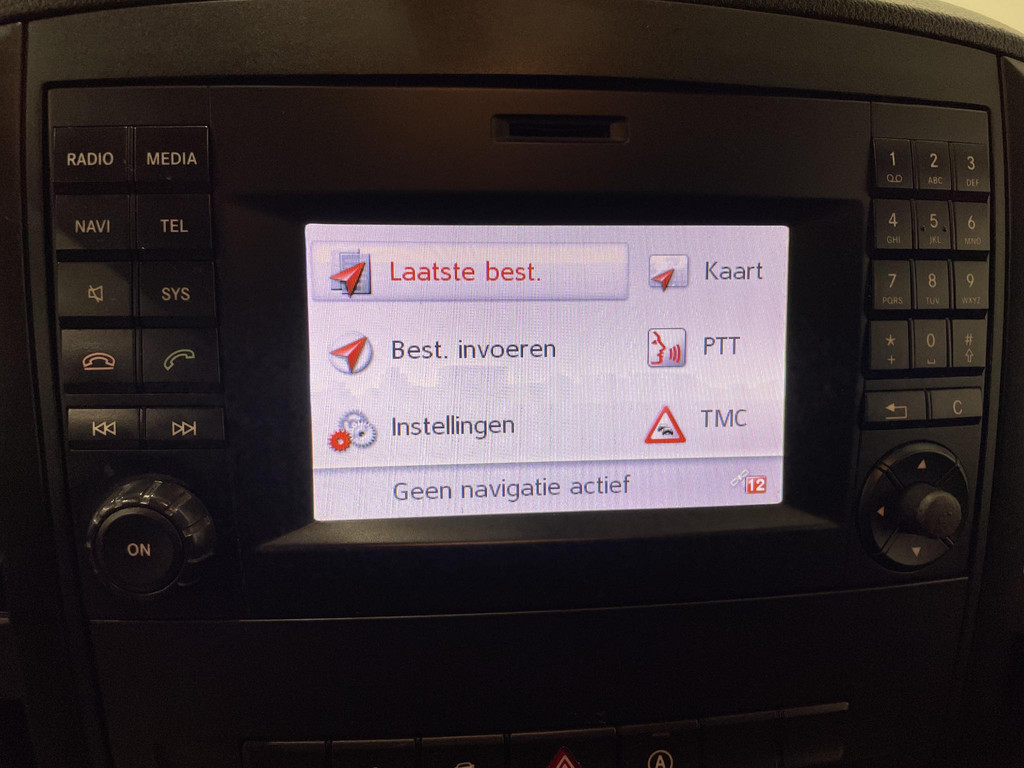 RADIO
MEDIA
NAVI
TEL
SYS
ON
Laatste best.
Kaart
Best. invoeren
PTT
Instellingen
TMC
Geen navigatie actief
12
1
2 ABC
3 DEF
4 GHI
5 JKL
6 MNO
7 PQRS
8 TUV
9 WXYZ
*
+
0
#
C
A